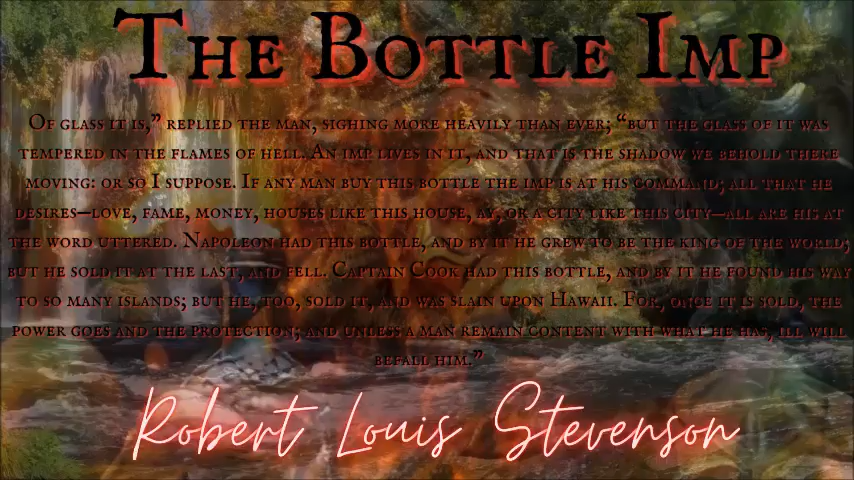 The Bottle Imp
Of glass it is,” replied the man, sighing more heavily than ever; “but the glass of it was
tempered in the flames of hell. An imp lives in it, and that is the shadow we behold there
moving: or so I suppose. If any man buy this bottle the imp is at his command; all that he
desires—love, fame, money, houses like this house, ay, or a city like this city—all are his at
the word uttered. Napoleon had this bottle, and by it he grew to be the king of the world;
but he sold it at the last, and fell. Captain Cook had this bottle, and by it he found his way
to so many islands; but he, too, sold it, and was slain upon Hawaii. For, once it is sold, the
power goes and the protection; and unless a man remain content with what he has, ill will
befall him.”
Robert Louis Stevenson